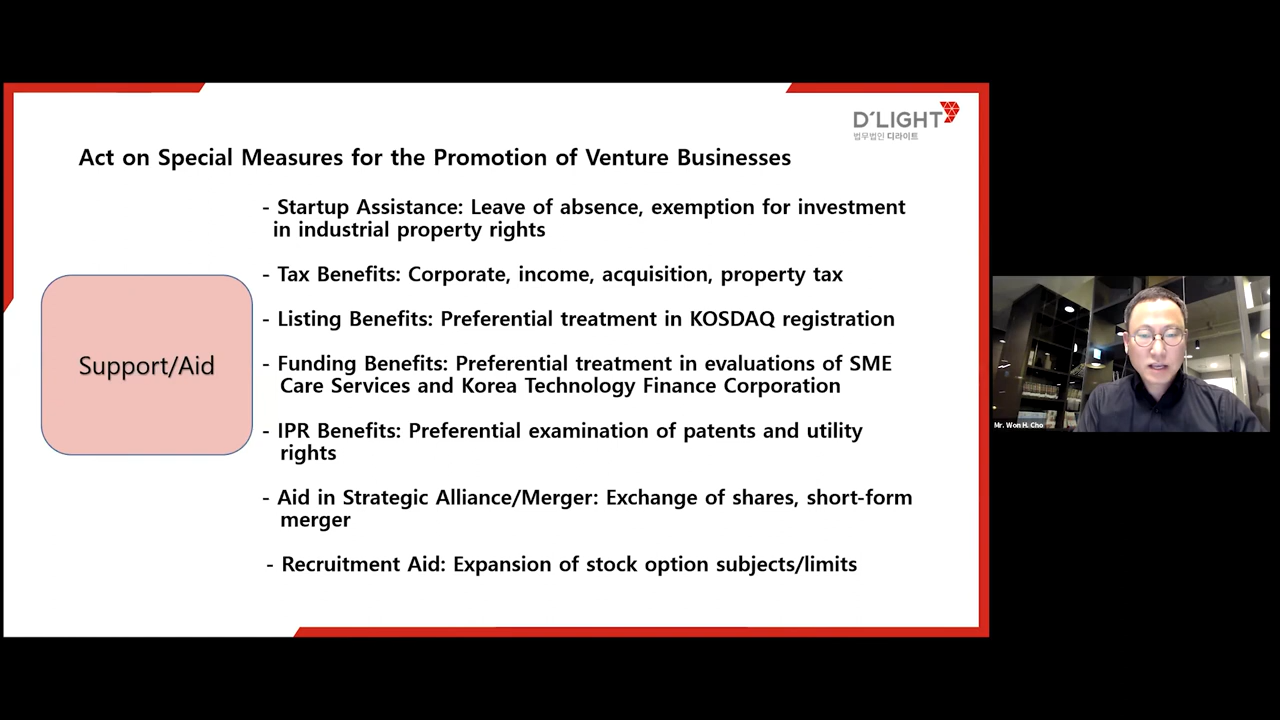 D'LIGHT
법무법인 디라이트
Act on Special Measures for the Promotion of Venture Businesses
Support/Aid
- Startup Assistance: Leave of absence, exemption for investment
in industrial property rights
- Tax Benefits: Corporate, income, acquisition, property tax
- Listing Benefits: Preferential treatment in KOSDAQ registration
- Funding Benefits: Preferential treatment in evaluations of SME
Care Services and Korea Technology Finance Corporation
- IPR Benefits: Preferential examination of patents and utility
rights
- Aid in Strategic Alliance/Merger: Exchange of shares, short-form
merger
- Recruitment Aid: Expansion of stock option subjects/limits
Mr. Won H. Cho